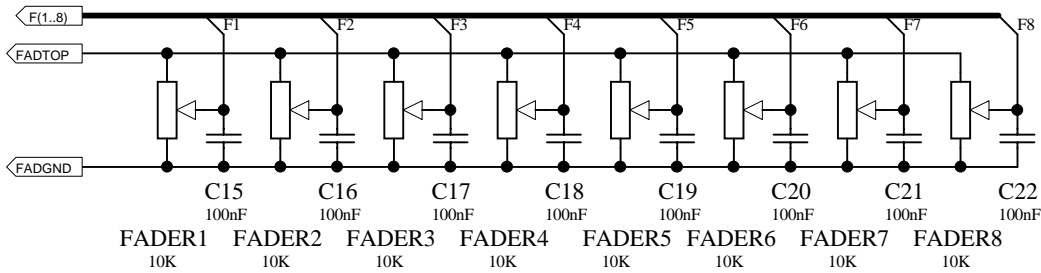 F(1..8)
F1 F2 F3 F4 F5 F6 F7 F8
FADTOP
FADGND
C15 C16 C17 C18 C19 C20 C21 C22
100nF 100nF 100nF 100nF 100nF 100nF 100nF 100nF
FADER1 FADER2 FADER3 FADER4 FADER5 FADER6 FADER7 FADER8
10K 10K 10K 10K 10K 10K 10K 10K